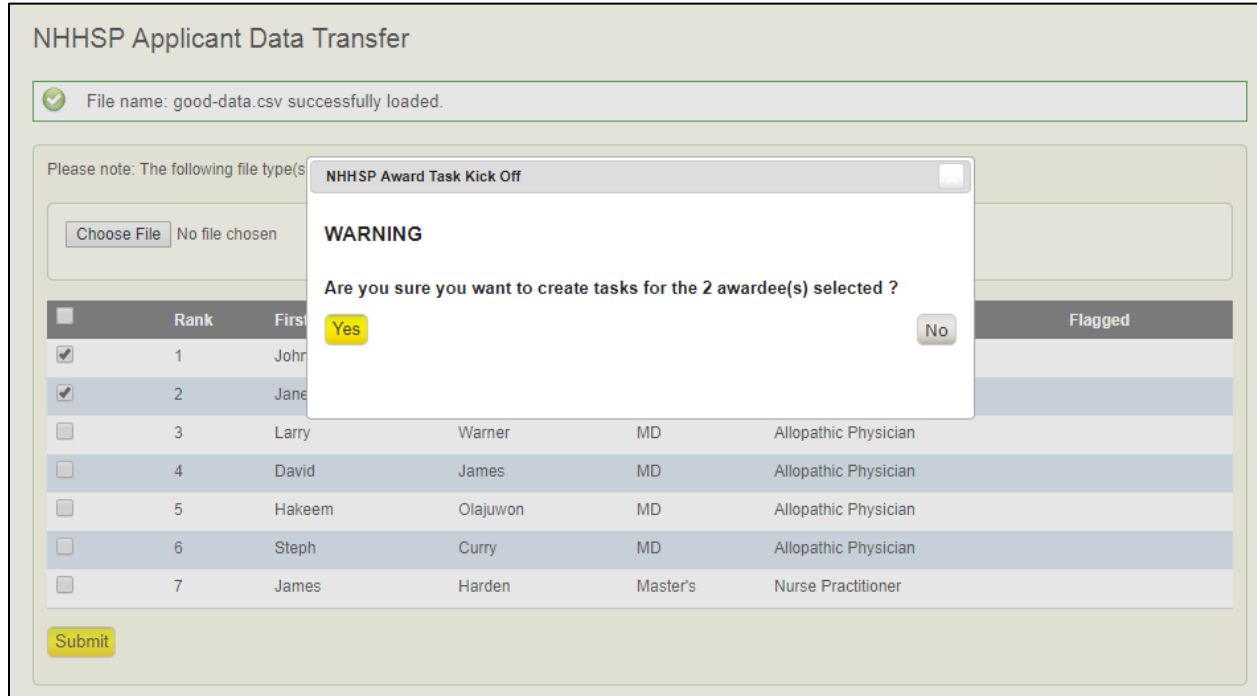 NHHSP Applicant Data Transfer
File name: good-data.csv successfully loaded.
Please note: The following file type(s
NHHSP Award Task Kick Off
Choose File No file chosen
WARNING
Are you sure you want to create tasks for the 2 awardee(s) selected ?
Yes No
Rank First Flagged
1 John
2 Jane
3 Larry Warner MD Allopathic Physician
4 David James MD Allopathic Physician
5 Hakeem Olajuwon MD Allopathic Physician
6 Steph Curry MD Allopathic Physician
7 James Harden Master's Nurse Practitioner
Submit